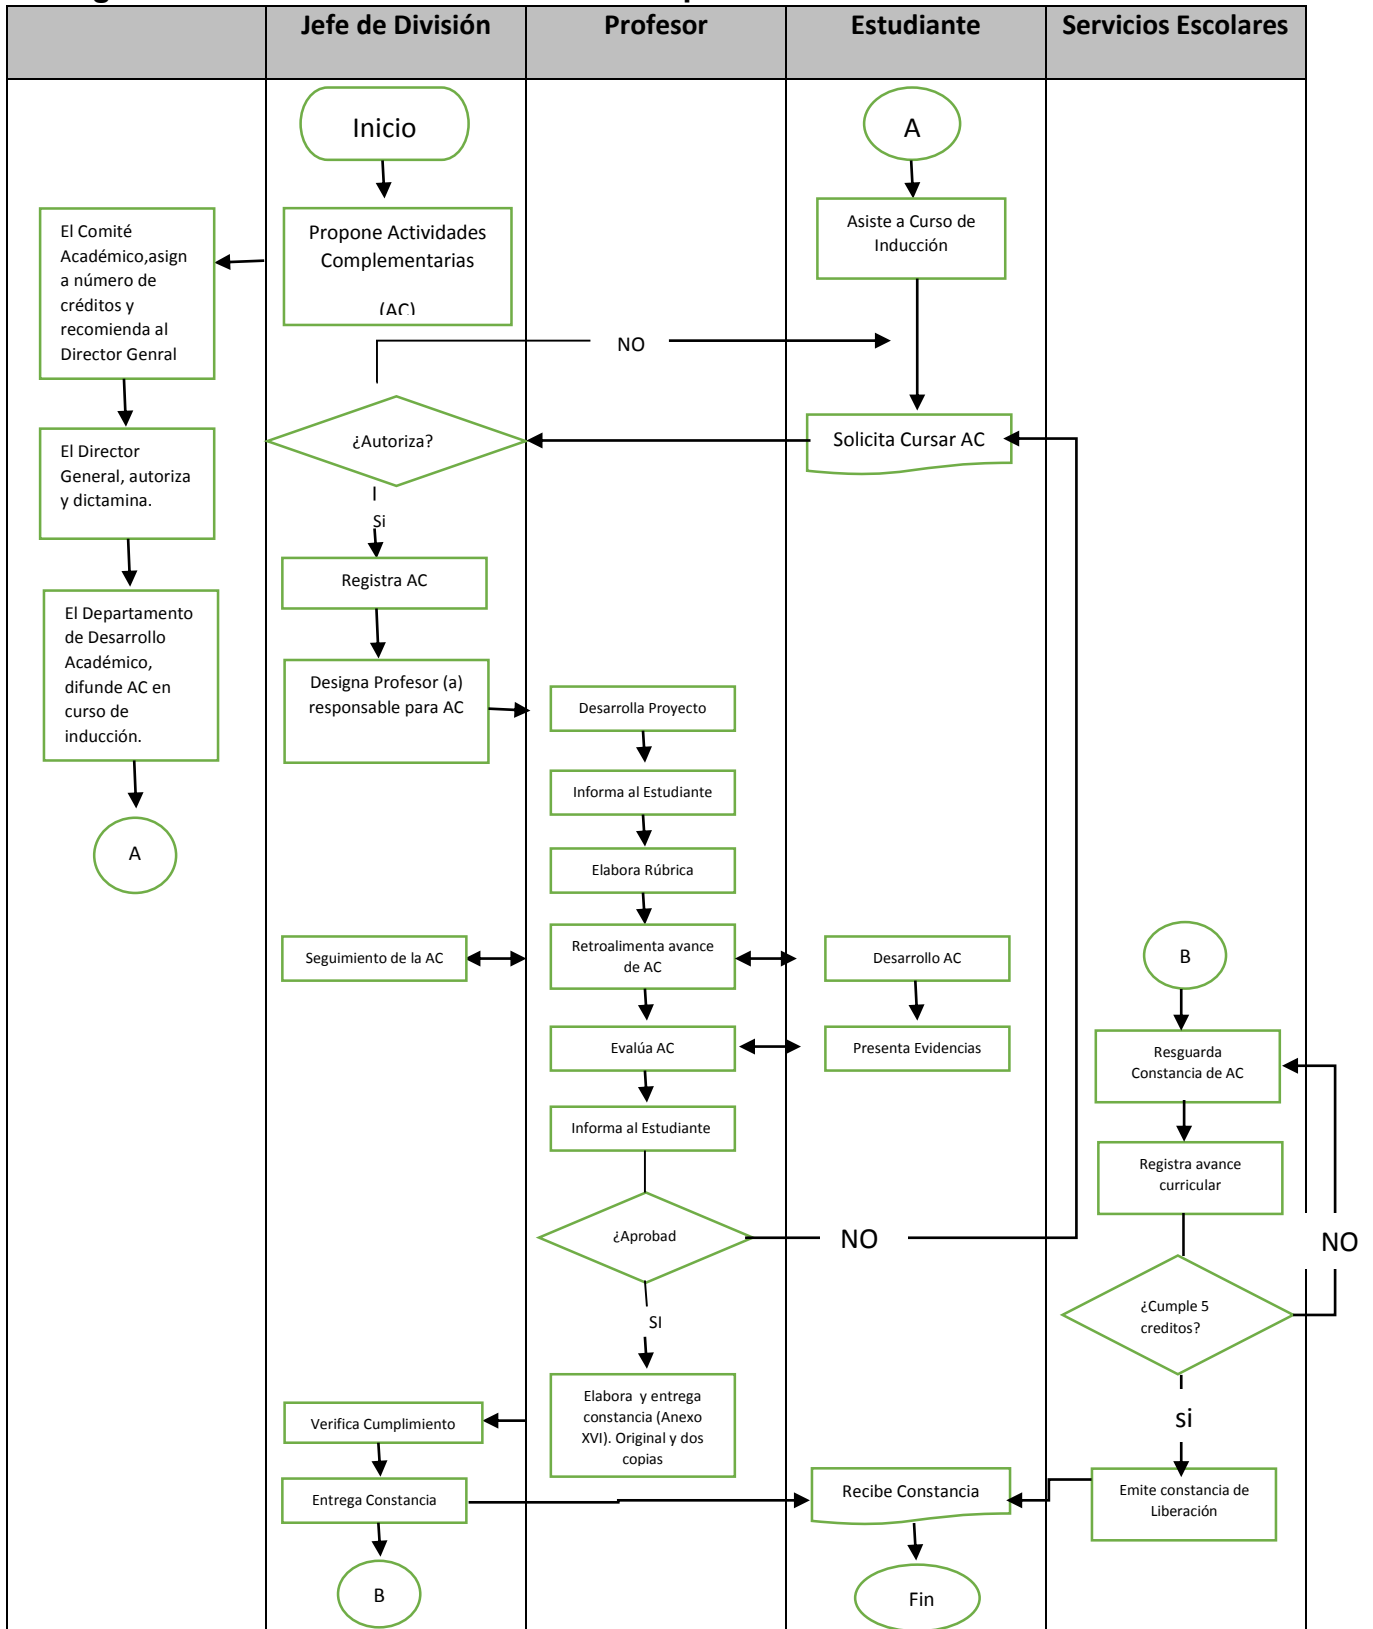 Jefe de División
Profesor
Estudiante
Servicios Escolares
Inicio
A
El Comité
Académico,asign
a número de
créditos y
recomienda al
Director Genral
Propone Actividades
Complementarias
(AC)
Asiste a Curso de
Inducción
NO
El Director
General, autoriza
y dictamina.
¿Autoriza?
Solicita Cursar AC
Si
Registra AC
El Departamento
de Desarrollo
Académico,
difunde AC en
curso de
inducción.
Designa Profesor (a)
responsable para AC
Desarrolla Proyecto
Informa al Estudiante
A
Elabora Rúbrica
Seguimiento de la AC
Retroalimenta avance
de AC
Desarrollo AC
B
Evalúa AC
Presenta Evidencias
Resguarda
Constancia de AC
Informa al Estudiante
Registra avance
curricular
¿Aprobad
NO
NO
¿Cumple 5
creditos?
SI
Elabora y entrega
constancia (Anexo
XVI). Original y dos
copias
Verifica Cumplimiento
si
Entrega Constancia
Recibe Constancia
Emite constancia de
Liberación
B
Fin